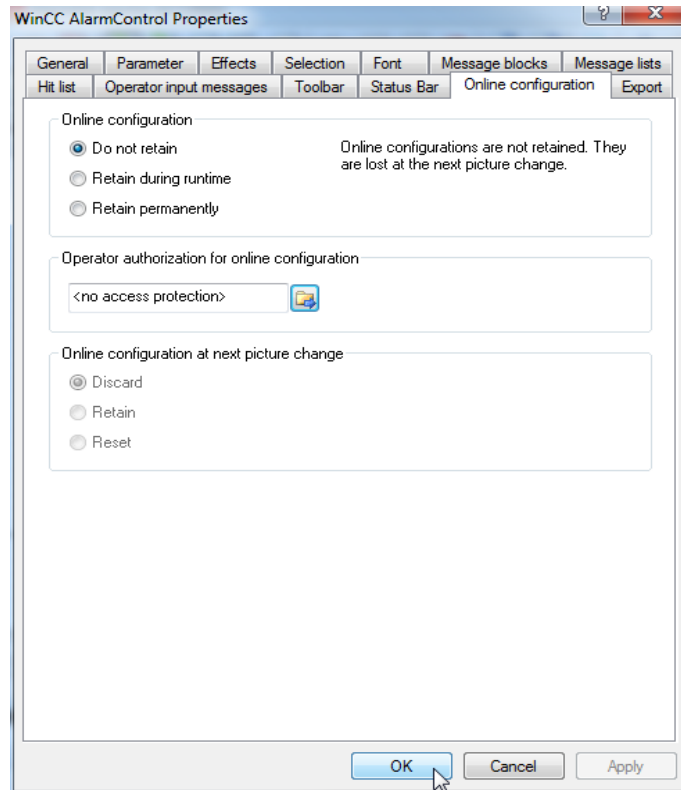 WinCC AlarmControl Properties
General Parameter Effects Selection Font Message blocks Message lists
Hit list Operator input messages Toolbar Status Bar Online configuration Export
Online configuration
Do not retain
Online configurations are not retained. They
are lost at the next picture change.
Retain during runtime
Retain permanently
Operator authorization for online configuration
<no access protection>
Online configuration at next picture change
Discard
Retain
Reset
OK Cancel Apply